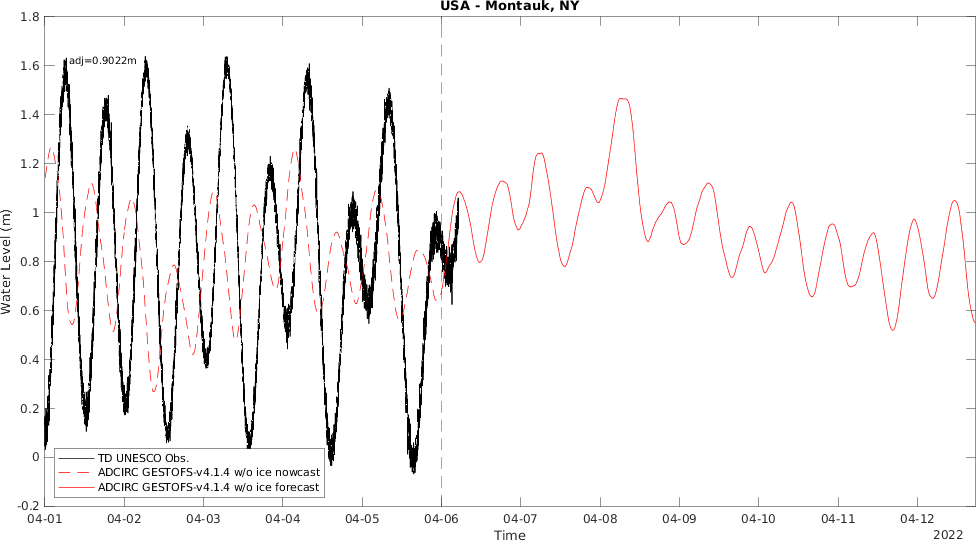 USA - Montauk, NY
1.8
1.6
1.4
1.2
1
0.8
0.6
0.4
0.2
0
-0.2
Water Level (m)
adj=0.9022m
TD UNESCO Obs.
ADCIRC GESTOFS-v4.1.4 w/o ice nowcast
ADCIRC GESTOFS-v4.1.4 w/o ice forecast
04-01 04-02 04-03 04-04 04-05 04-06 04-07 04-08 04-09 04-10 04-11 04-12
Time
2022